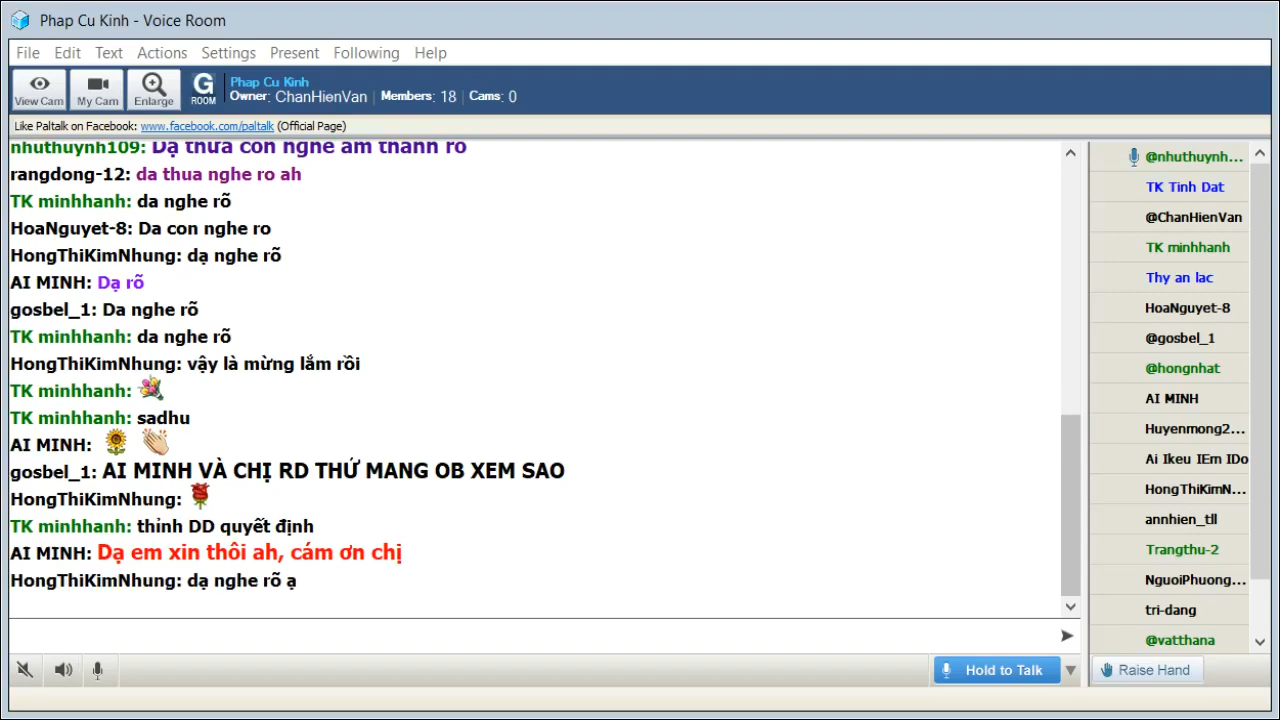 Phap Cu Kinh - Voice Room
File Edit Text Actions Settings Present Following Help
View Cam
My Cam
Enlarge
G
ROOM
Phap Cu Kinh
Owner: ChanHienVan | Members: 18 | Cams: 0
Like Paltalk on Facebook: www.facebook.com/paltalk (Official Page)
nhuthuynh109: Dạ thưa con nghe âm thanh rõ
rangdong-12: da thua nghe ro ah
TK minhhanh: da nghe rõ
HoaNguyet-8: Da con nghe ro
HongThiKimNhung: dạ nghe rõ
AI MINH: Dạ rõ
gosbel_1: Da nghe rõ
TK minhhanh: da nghe rõ
HongThiKimNhung: vậy là mừng lắm rồi
TK minhhanh:
TK minhhanh: sadhu
AI MINH:
gosbel_1: AI MINH VÀ CHỊ RD THỨ MANG OB XEM SAO
HongThiKimNhung:
TK minhhanh: thỉnh DD quyết định
AI MINH: Dạ em xin thôi ah, cám ơn chị
HongThiKimNhung: dạ nghe rõ ạ
@nhuthuynh...
TK Tinh Dat
@ChanHienVan
TK minhhanh
Thy an lac
HoaNguyet-8
@gosbel_1
@hongnhat
AI MINH
Huyenmong2...
Ai Ikeu IEm IDo
HongThiKimN...
annhien_tll
Trangthu-2
NguoiPhuong...
tri-dang
@vatthana
Hold to Talk
Raise Hand